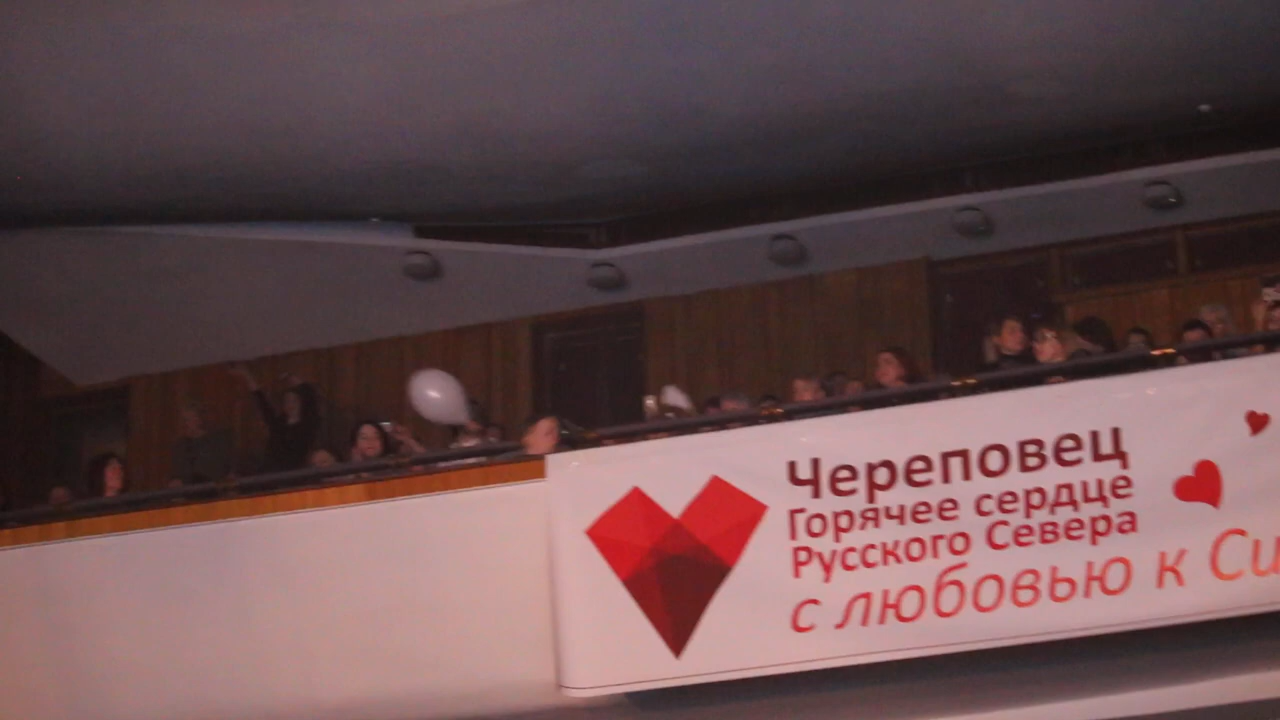 Череповец
Горячее сердце
Русского Севера
с любовью к